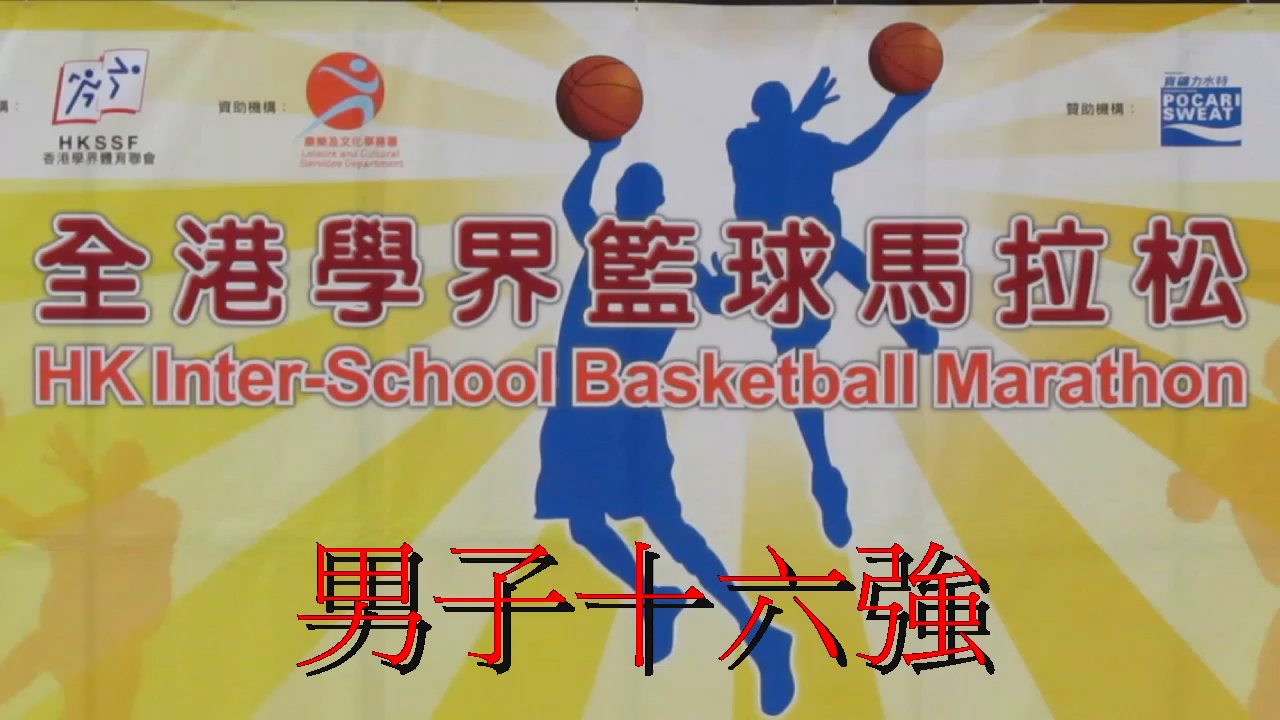 構：
HKSSF
香港學界體育聯會
資助機構：
康樂及文化事務署
Leisure and Cultural
Services Department
贊助機構：
寶礦力水特
POCARI
SWEAT
全港學界籃球馬拉松
HK Inter-School Basketball Marathon
男子十六強